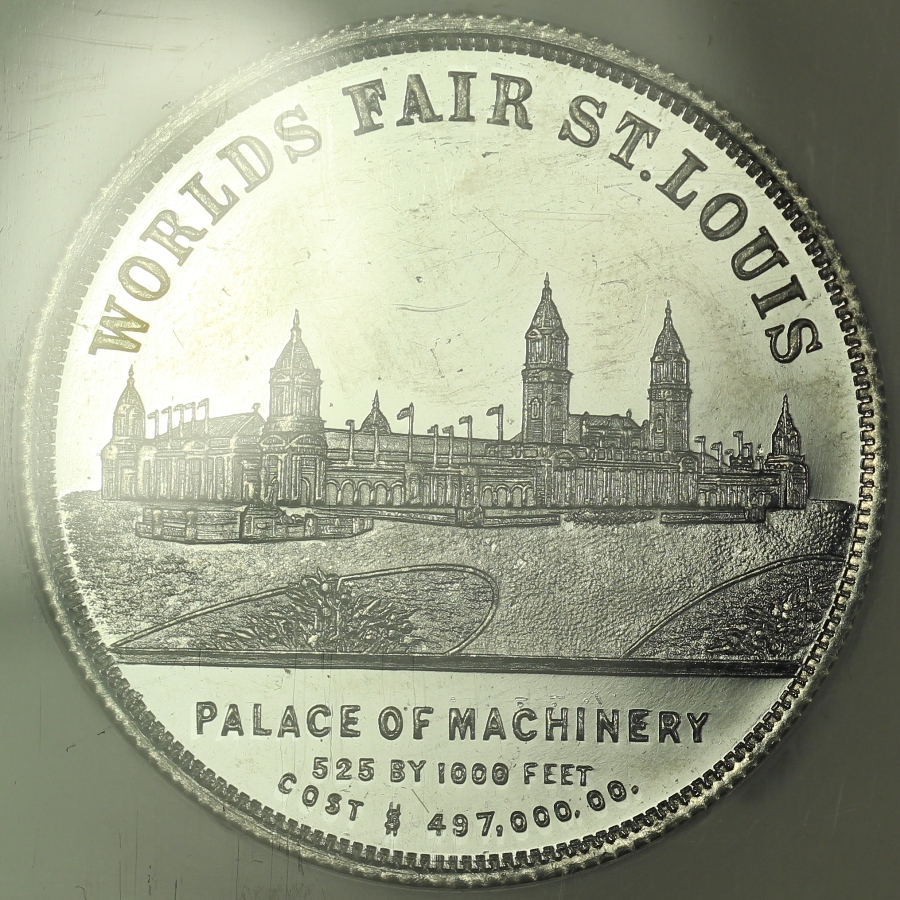 WORLDS FAIR ST. LOUIS
PALACE OF MACHINERY
525 BY 1000 FEET
COST $ 497,000.00.